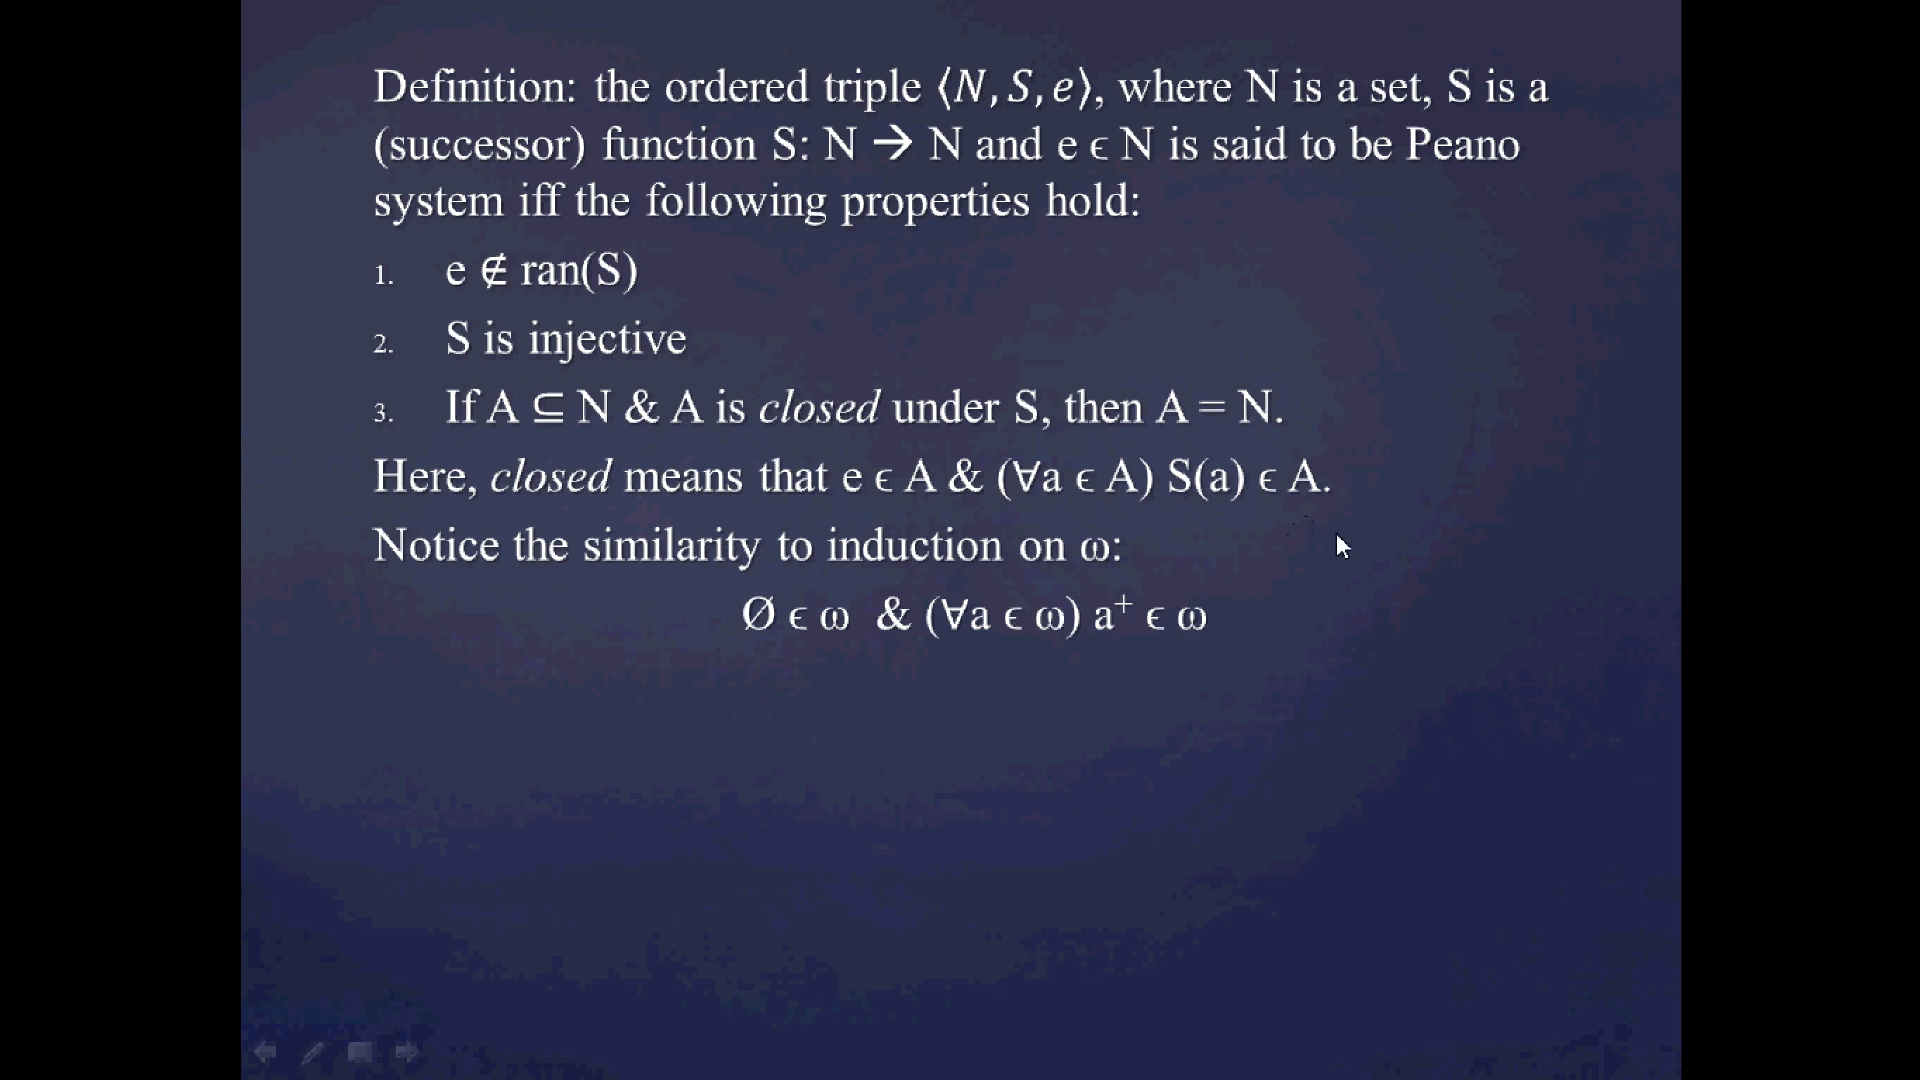 Definition: the ordered triple ⟨N, S, e⟩, where N is a set, S is a
(successor) function S: N → N and e ϵ N is said to be Peano
system iff the following properties hold:
1. e ∉ ran(S)
2. S is injective
3. If A ⊆ N & A is closed under S, then A = N.
Here, closed means that e ϵ A & (∀a ϵ A) S(a) ϵ A.
Notice the similarity to induction on ω:
Ø ϵ ω & (∀a ϵ ω) a⁺ ϵ ω